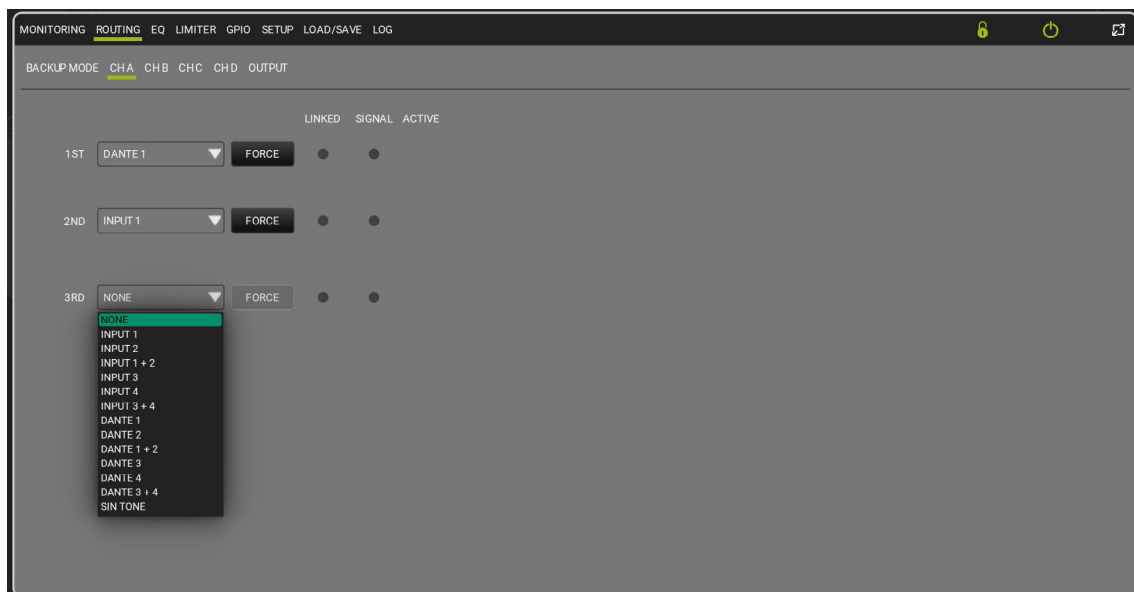 MONITORING ROUTING EQ LIMITER GPIO SETUP LOAD/SAVE LOG
BACKUP MODE CH A CH B CH C CH D OUTPUT
LINKED SIGNAL ACTIVE
1ST DANTE 1 FORCE
2ND INPUT 1 FORCE
3RD NONE FORCE
NONE
INPUT 1
INPUT 2
INPUT 1 + 2
INPUT 3
INPUT 4
INPUT 3 + 4
DANTE 1
DANTE 2
DANTE 1 + 2
DANTE 3
DANTE 4
DANTE 3 + 4
SIN TONE